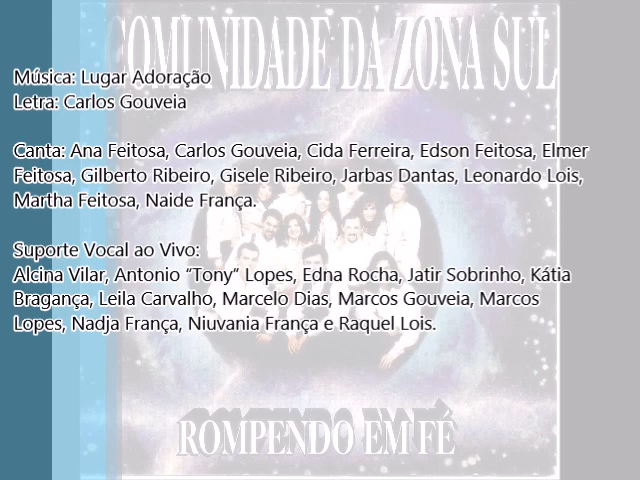 COMUNIDADE DA ZONA SUL
Música: Lugar Adoração
Letra: Carlos Gouveia
Canta: Ana Feitosa, Carlos Gouveia, Cida Ferreira, Edson Feitosa, Elmer
Feitosa, Gilberto Ribeiro, Gisele Ribeiro, Jarbas Dantas, Leonardo Lois,
Martha Feitosa, Naide França.
Suporte Vocal ao Vivo:
Alcina Vilar, Antonio “Tony” Lopes, Edna Rocha, Jatir Sobrinho, Kátia
Bragança, Leila Carvalho, Marcelo Dias, Marcos Gouveia, Marcos
Lopes, Nadja França, Niuvania França e Raquel Lois.
ROMPENDO EM FÉ